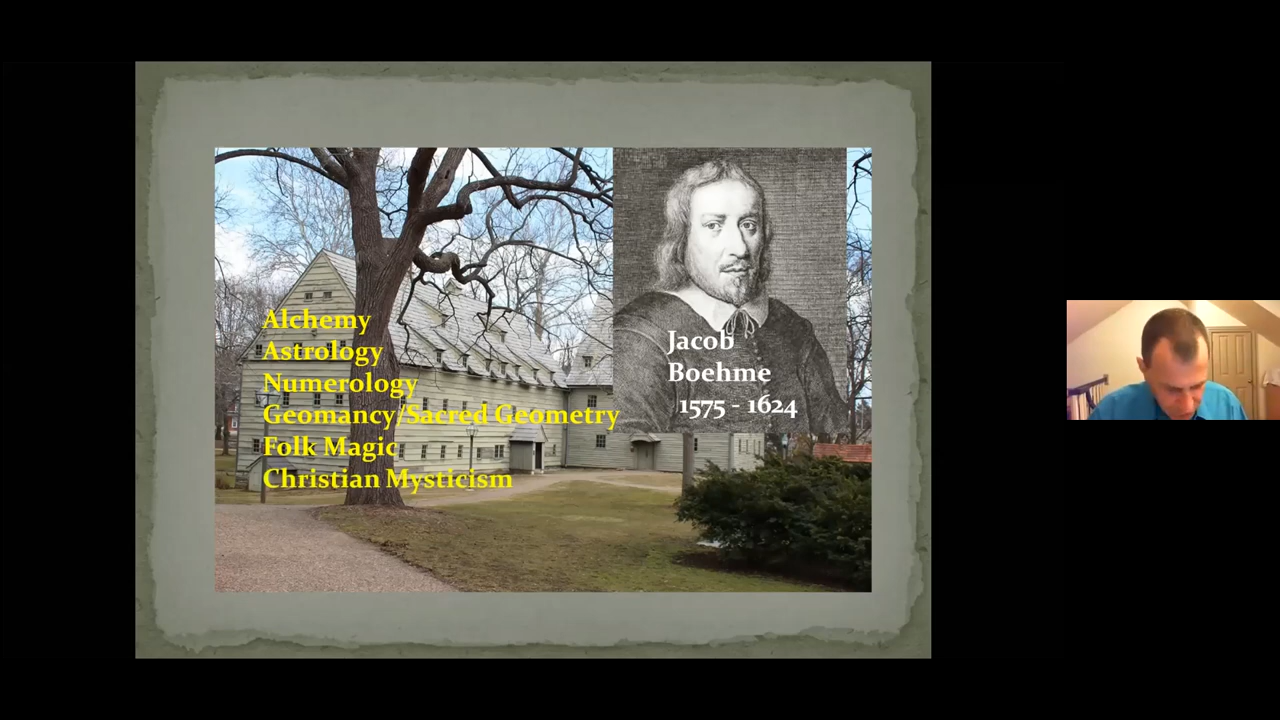 Alchemy
Astrology
Numerology
Geomancy/Sacred Geometry
Folk Magic
Christian Mysticism
Jacob
Boehme
1575 - 1624